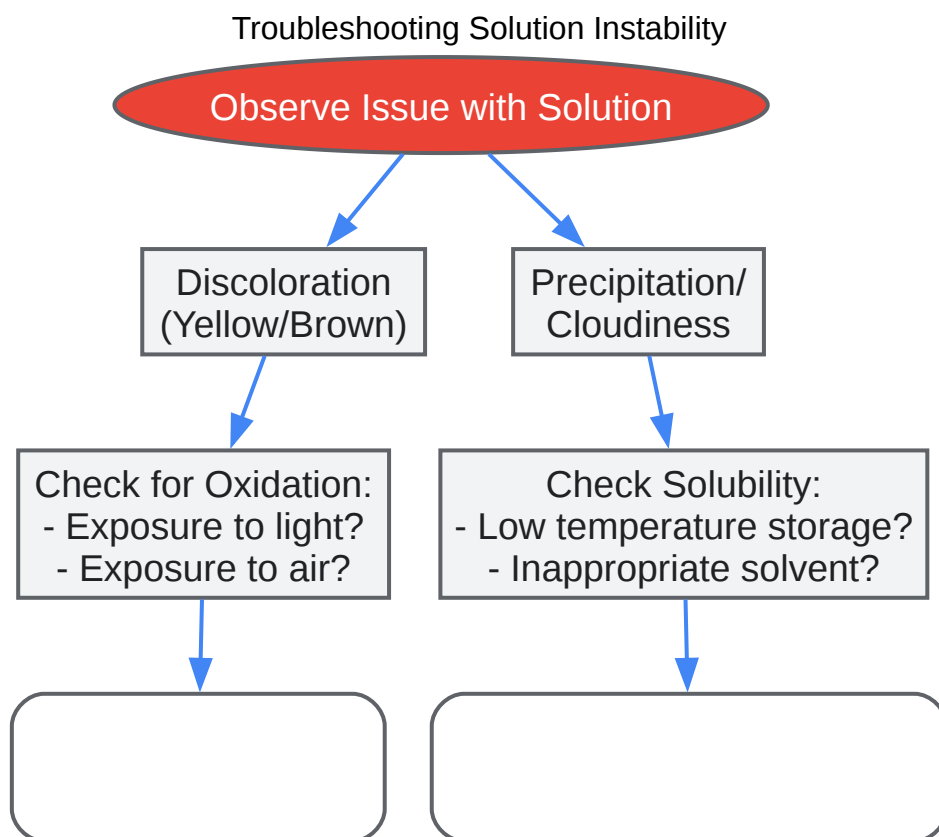 Troubleshooting Solution Instability
Observe Issue with Solution
Discoloration
(Yellow/Brown)
Precipitation/
Cloudiness
Check for Oxidation:
- Exposure to light?
- Exposure to air?
Check Solubility:
- Low temperature storage?
- Inappropriate solvent?